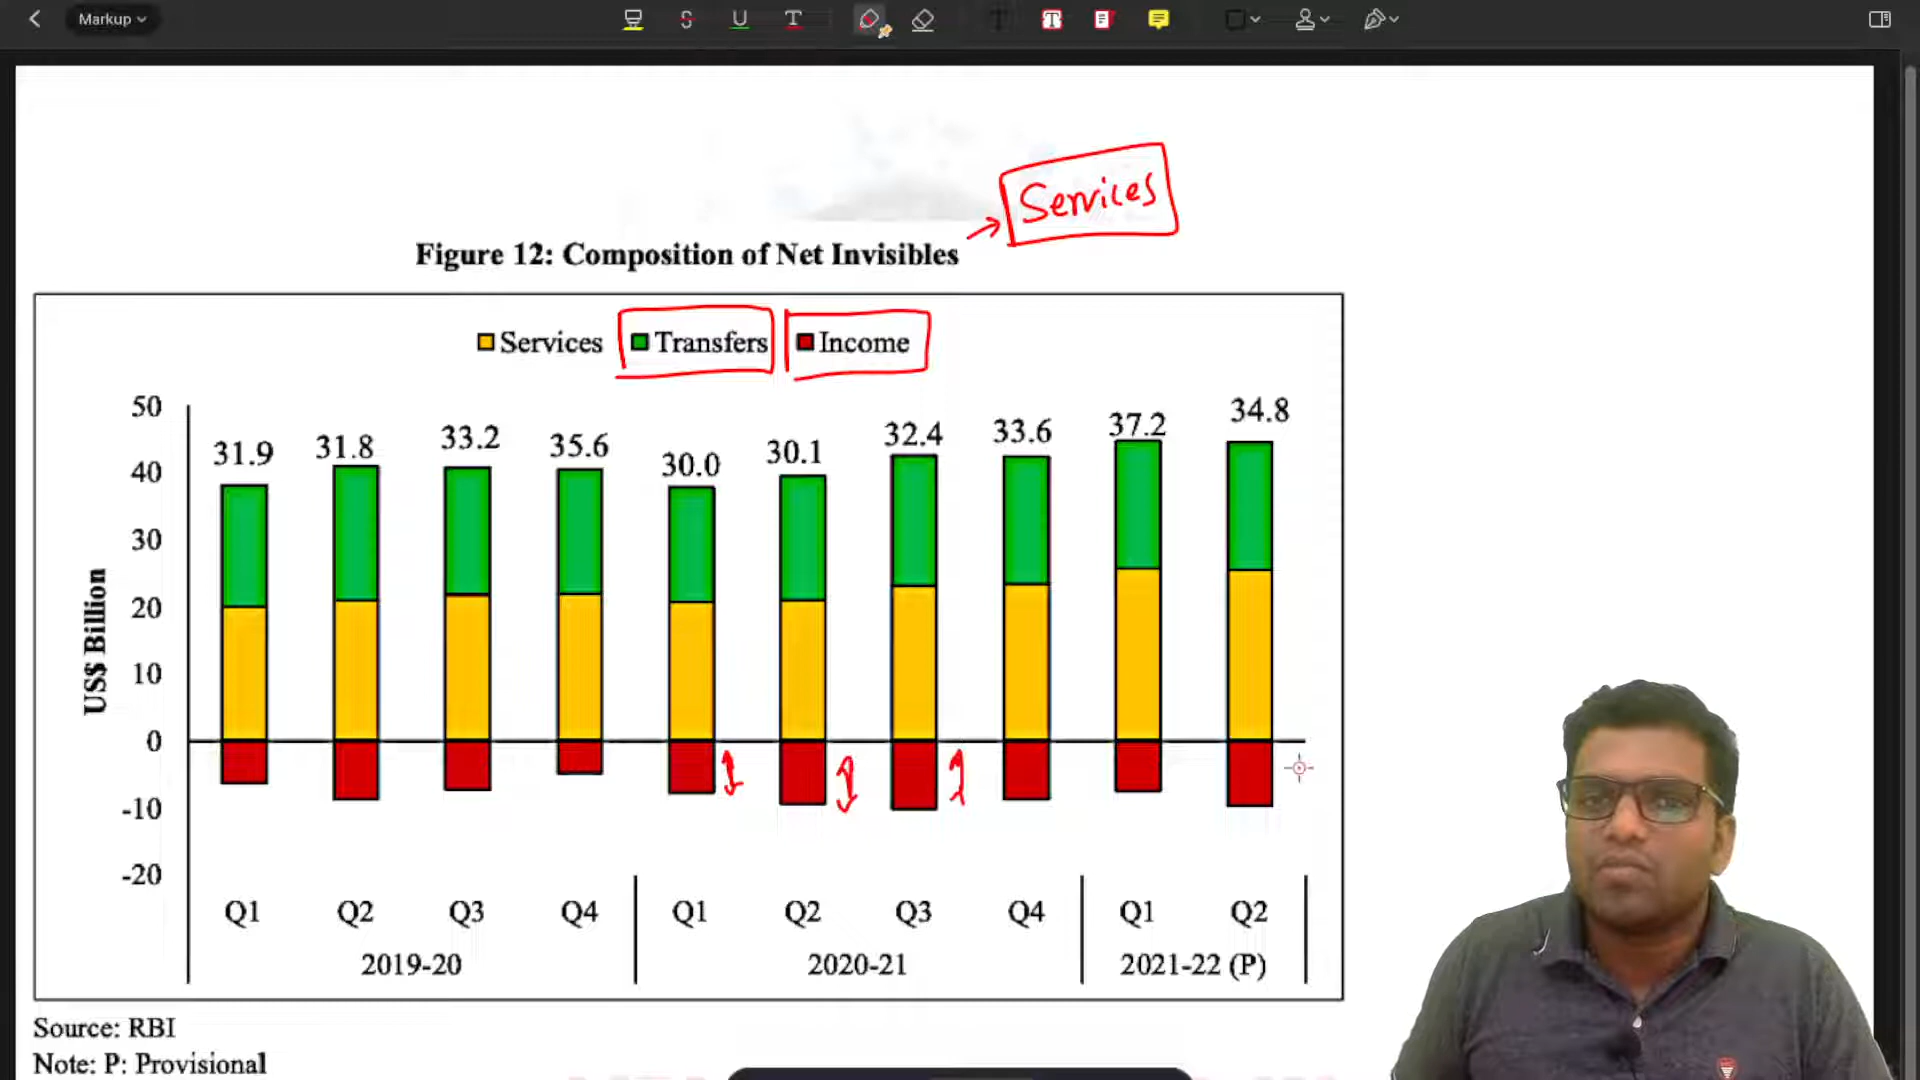 Markup
Services
Figure 12: Composition of Net Invisibles
Services Transfers Income
US$ Billion
50
40
30
20
10
0
-10
-20
31.9 31.8 33.2 35.6 30.0 30.1 32.4 33.6 37.2 34.8
Q1 Q2 Q3 Q4 Q1 Q2 Q3 Q4 Q1 Q2
2019-20 2020-21 2021-22 (P)
Source: RBI
Note: P: Provisional